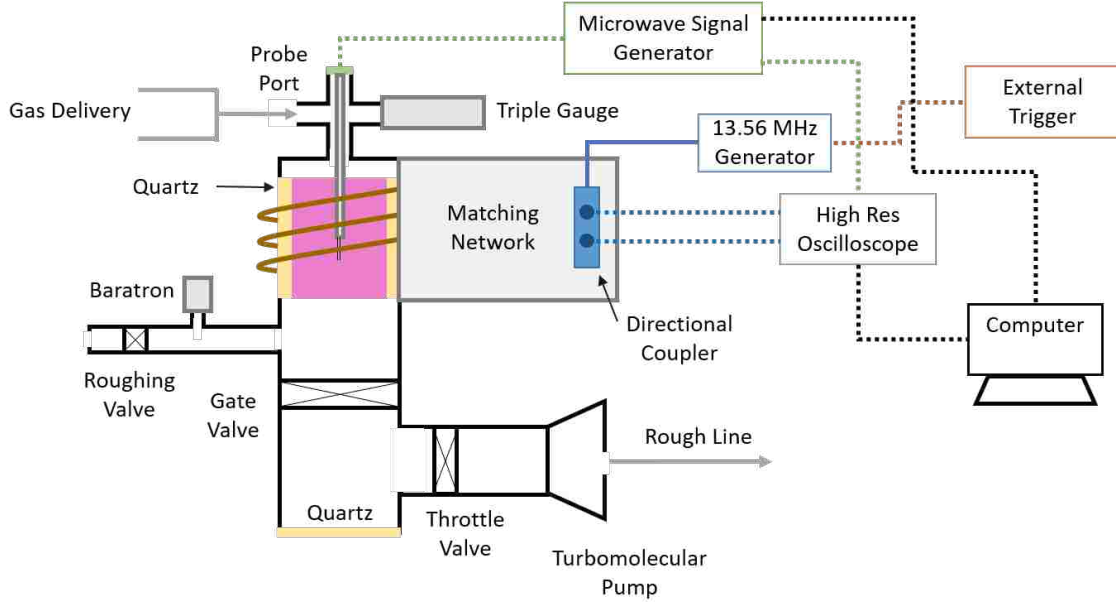 Microwave Signal
Generator
Probe
Port
External
Trigger
Gas Delivery
Triple Gauge
13.56 MHz
Generator
Quartz
Matching
Network
High Res
Oscilloscope
Baratron
Directional
Coupler
Computer
Roughing
Valve
Gate
Valve
Rough Line
Quartz
Throttle
Valve
Turbomolecular
Pump